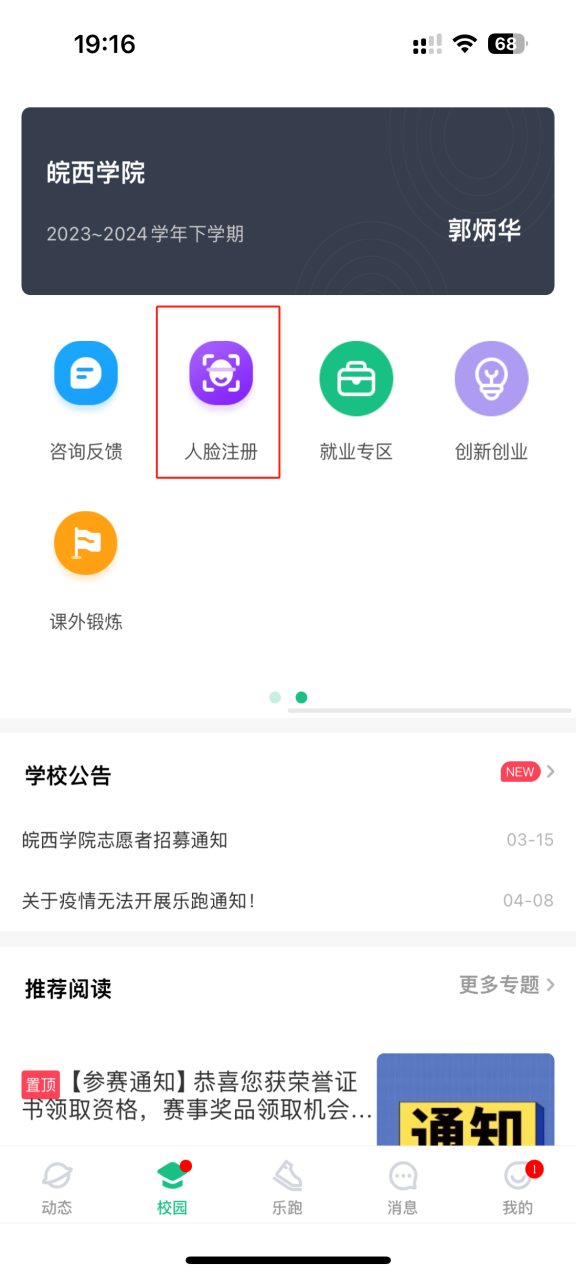 19:16
68
皖西学院
2023~2024学年下学期
郭炳华
咨询反馈
人脸注册
就业专区
创新创业
课外锻炼
学校公告
NEW
皖西学院志愿者招募通知
03-15
关于疫情无法开展乐跑通知!
04-08
推荐阅读
更多专题
置顶【参赛通知】恭喜您获荣誉证
书领取资格，赛事奖品领取机会...
通知
动态
校园
乐跑
消息
1
我的